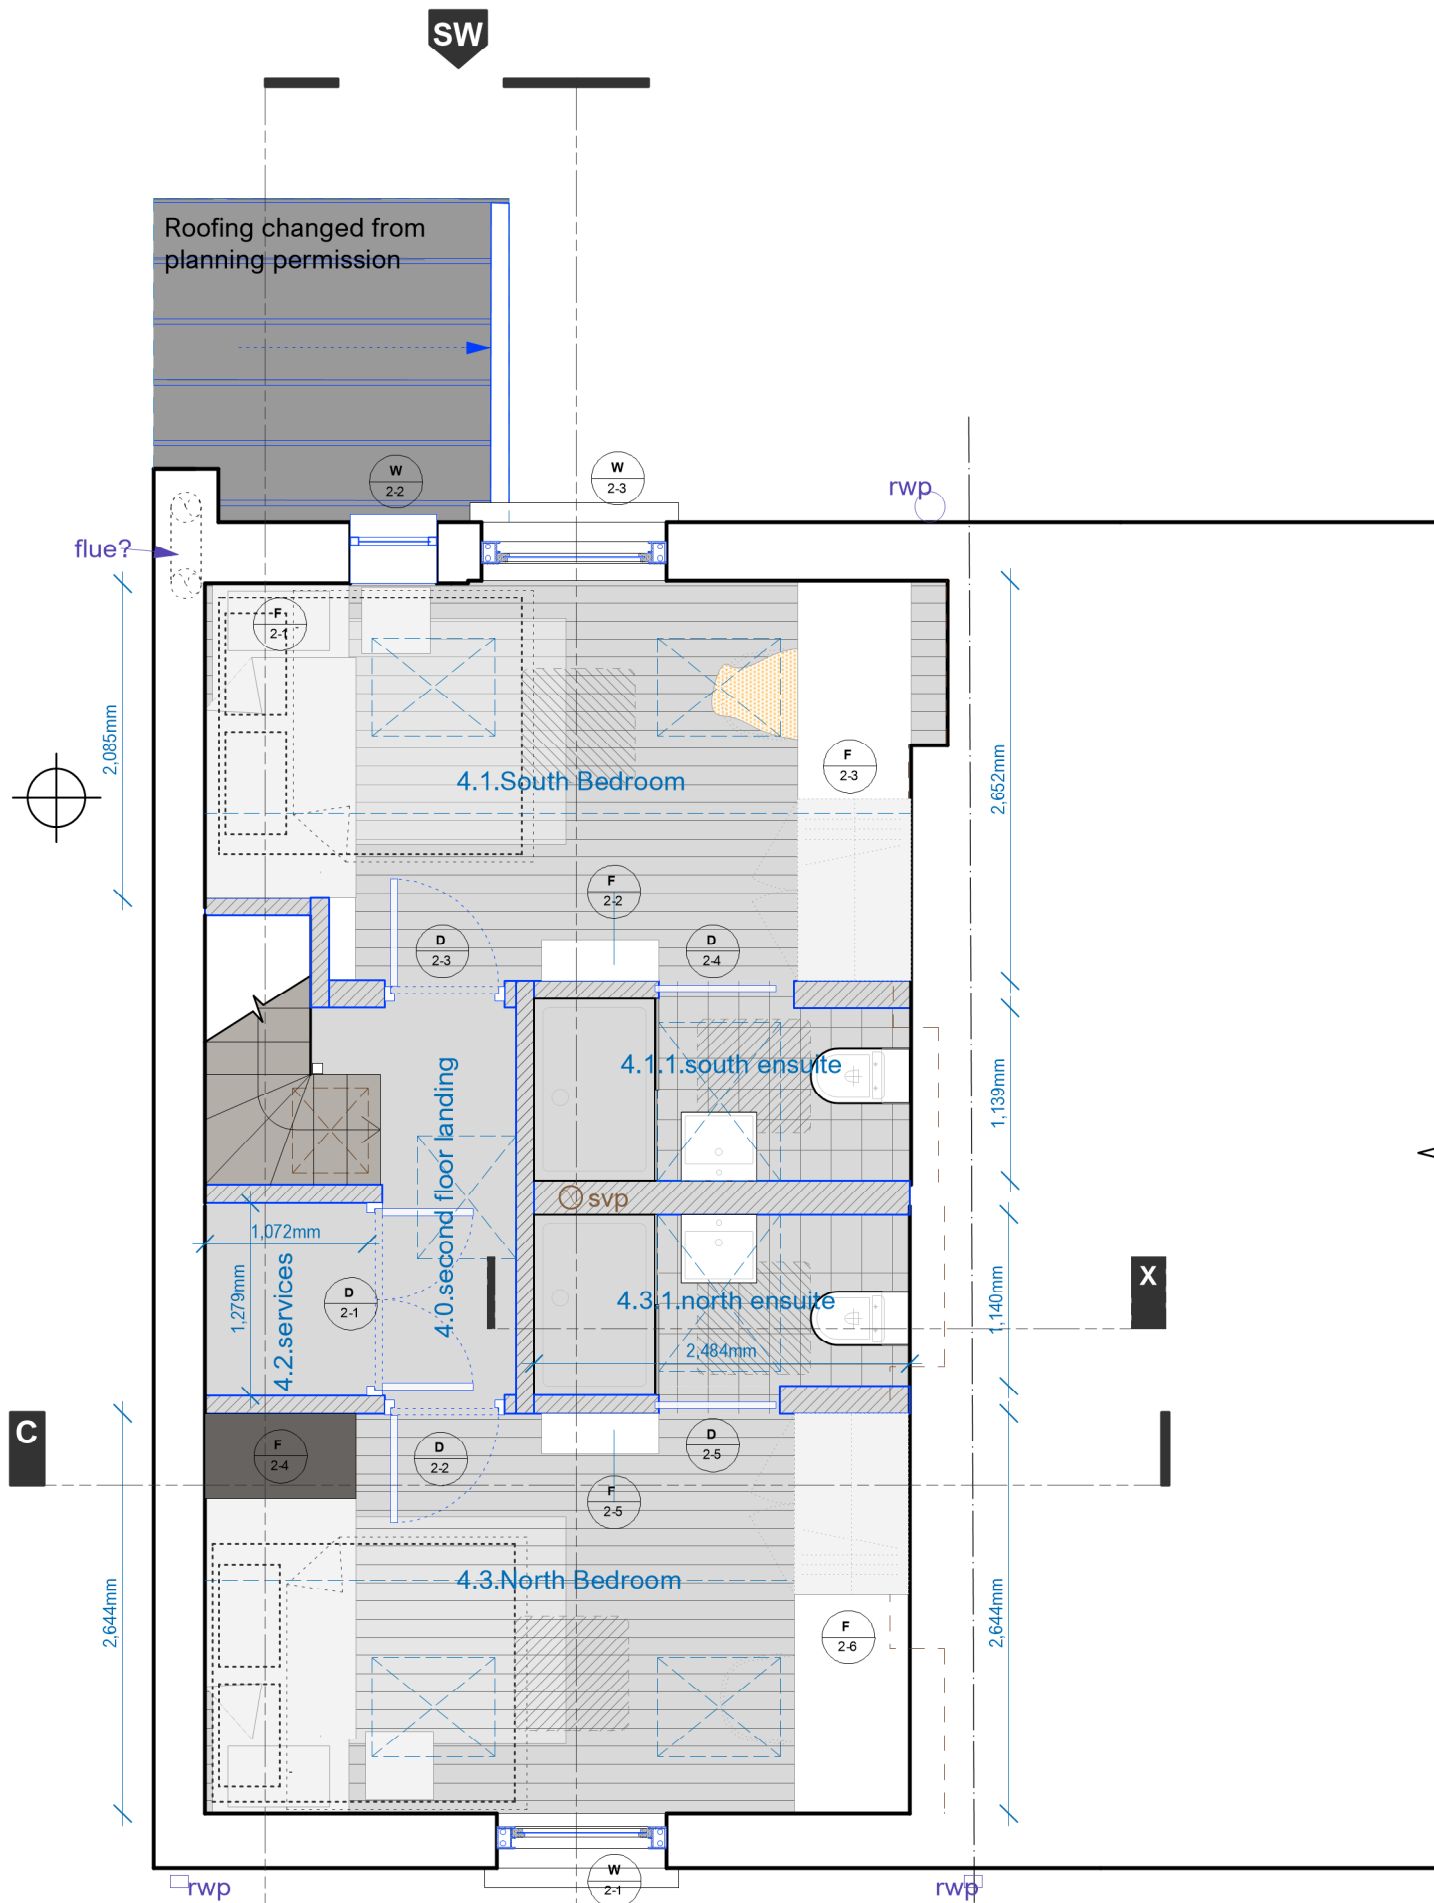 SW
Roofing changed from
planning permission
W
2-2
W
2-3
rwp
flue?
F
2-1
2,085mm
2,652mm
4.1.South Bedroom
F
2-3
F
2-2
D
2-3
D
2-4
4.1.1.south ensuite
1,139mm
4.0.second floor landing
svp
1,072mm
1,279mm
4.2.services
D
2-1
4.3.1.north ensuite
2,484mm
1,140mm
X
C
F
2-4
D
2-2
D
2-5
F
2-5
4.3.North Bedroom
2,644mm
2,644mm
F
2-6
W
2-1
rwp
rwp